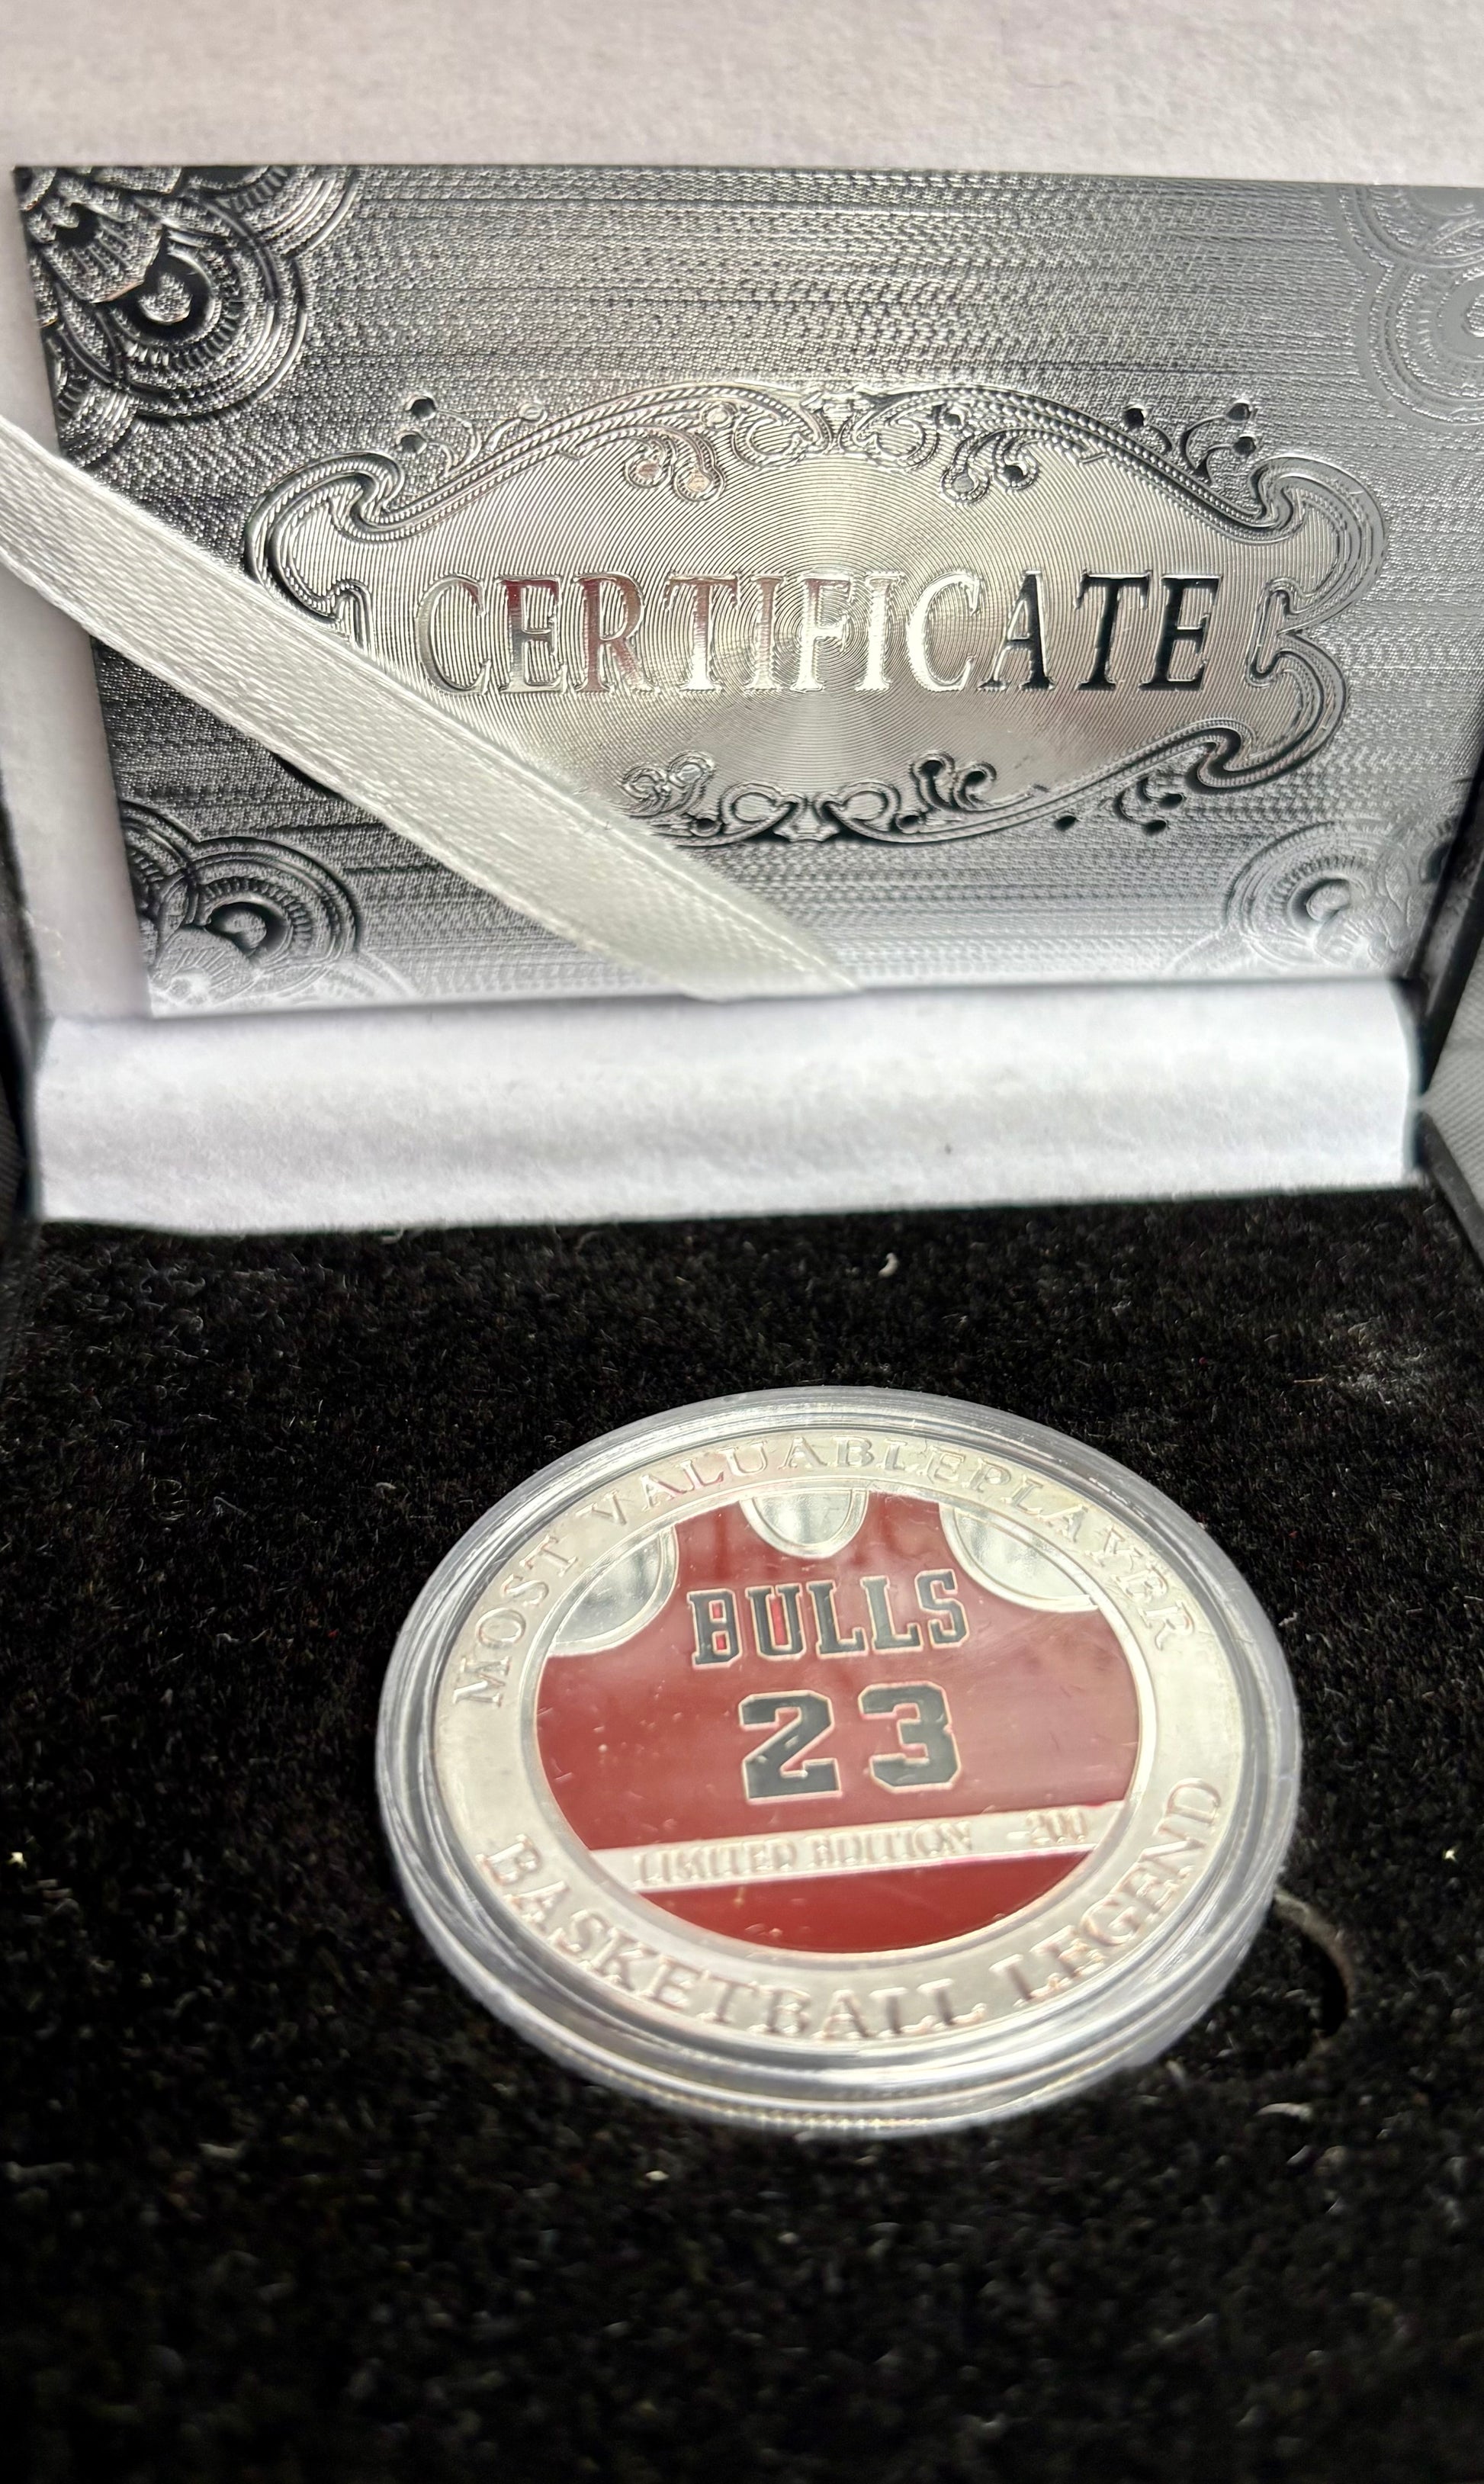 CERTIFICATE
MOST VALUABLEPLAYER
BULLS
23
LIMITED EDITION
BASKETBALL LEGEND